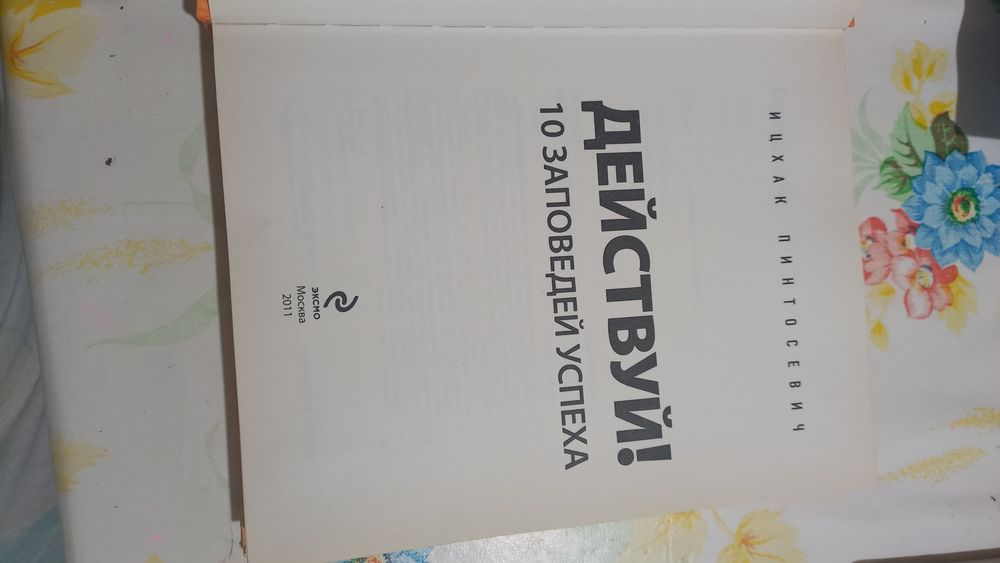 ИЦХАК ПИНТОСЕВИЧ
ДЕЙСТВУЙ!
10 ЗАПОВЕДЕЙ УСПЕХА
ЭКСМО
Москва
2011